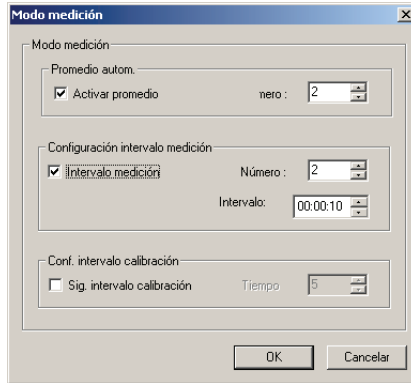 Modo medición
Modo medición
Promedio autom.
Activar promedio nero : 2
Configuración intervalo medición
Intervalo medición Número : 2
Intervalo: 00:00:10
Conf. intervalo calibración
Sig. intervalo calibración Tiempo 5
OK Cancelar